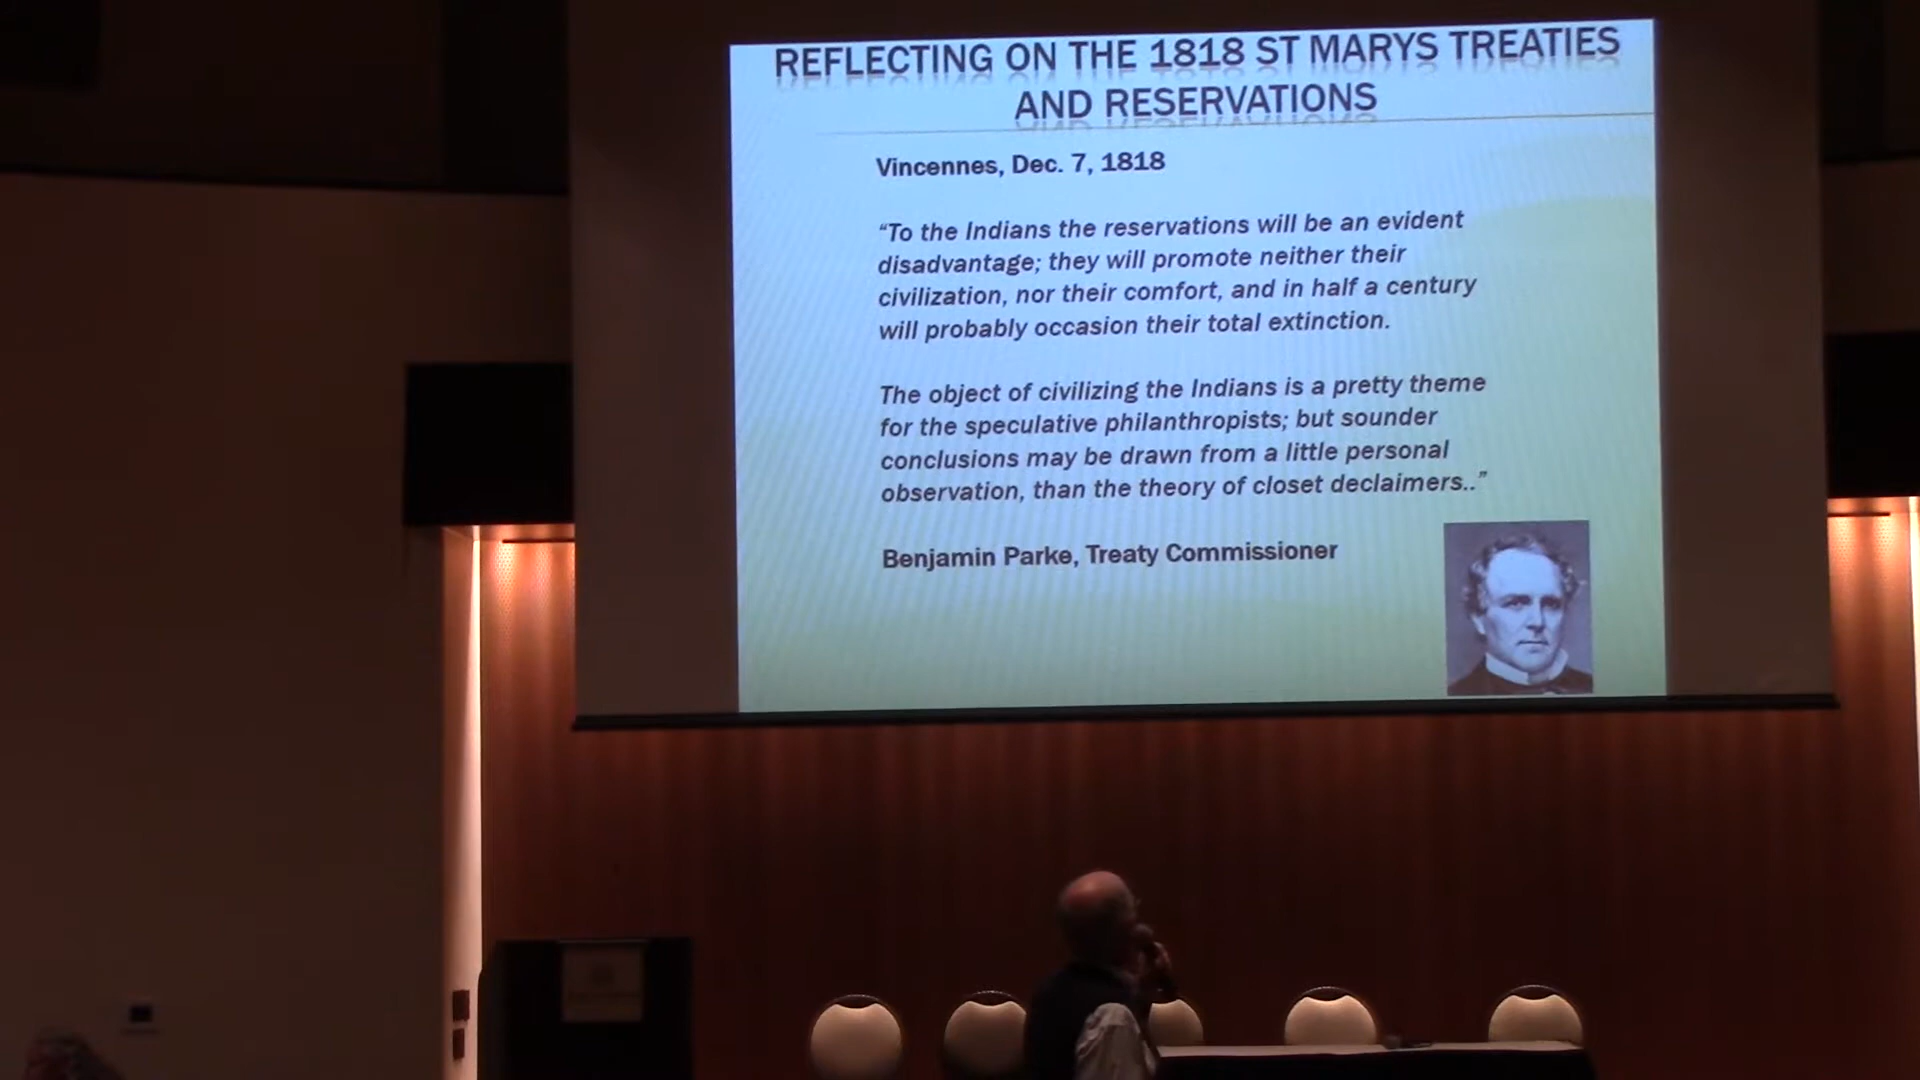 REFLECTING ON THE 1818 ST MARYS TREATIES
AND RESERVATIONS
Vincennes, Dec. 7, 1818
“To the Indians the reservations will be an evident
disadvantage; they will promote neither their
civilization, nor their comfort, and in half a century
will probably occasion their total extinction.
The object of civilizing the Indians is a pretty theme
for the speculative philanthropists; but sounder
conclusions may be drawn from a little personal
observation, than the theory of closet declaimers..”
Benjamin Parke, Treaty Commissioner